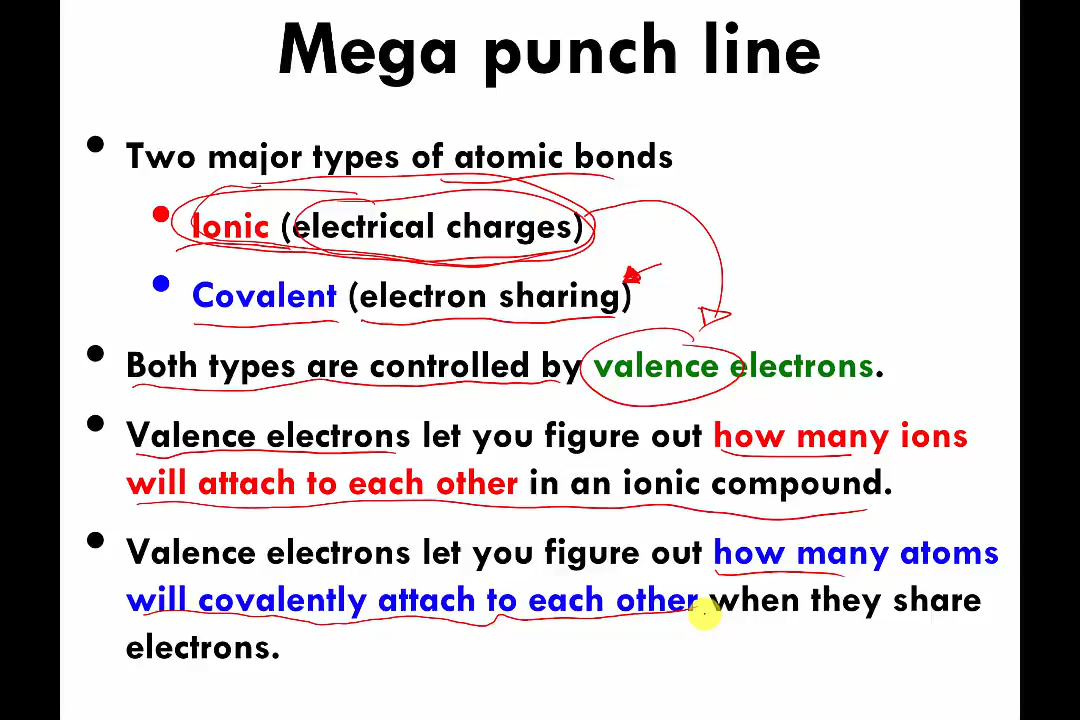 Mega punch line
• Two major types of atomic bonds
• Ionic (electrical charges)
• Covalent (electron sharing)
• Both types are controlled by valence electrons.
• Valence electrons let you figure out how many ions
will attach to each other in an ionic compound.
• Valence electrons let you figure out how many atoms
will covalently attach to each other when they share
electrons.